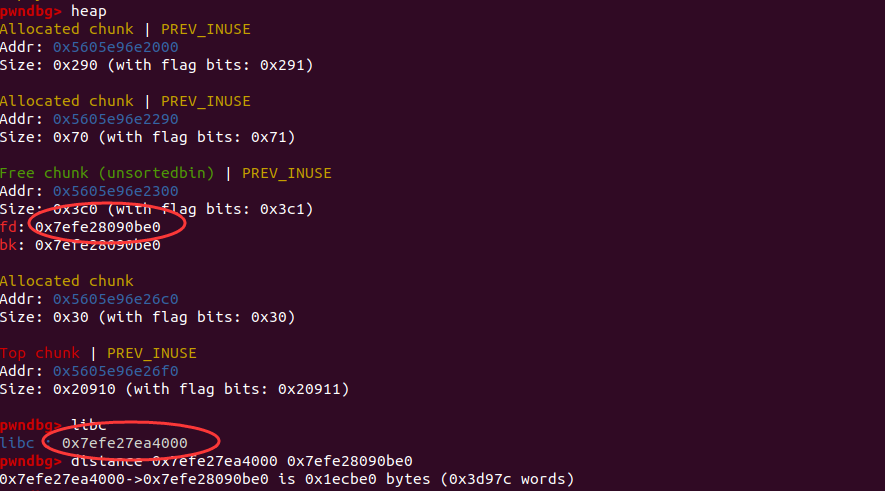 pwndbg> heap
Allocated chunk | PREV_INUSE
Addr: 0x5605e96e2000
Size: 0x290 (with flag bits: 0x291)
Allocated chunk | PREV_INUSE
Addr: 0x5605e96e2290
Size: 0x70 (with flag bits: 0x71)
Free chunk (unsortedbin) | PREV_INUSE
Addr: 0x5605e96e2300
Size: 0x3c0 (with flag bits: 0x3c1)
fd: 0x7efe28090be0
bk: 0x7efe28090be0
Allocated chunk
Addr: 0x5605e96e26c0
Size: 0x30 (with flag bits: 0x30)
Top chunk | PREV_INUSE
Addr: 0x5605e96e26f0
Size: 0x20910 (with flag bits: 0x20911)
pwndbg> libc
libc : 0x7efe27ea4000
pwndbg> distance 0x7efe27ea4000 0x7efe28090be0
0x7efe27ea4000->0x7efe28090be0 is 0x1ecbe0 bytes (0x3d97c words)